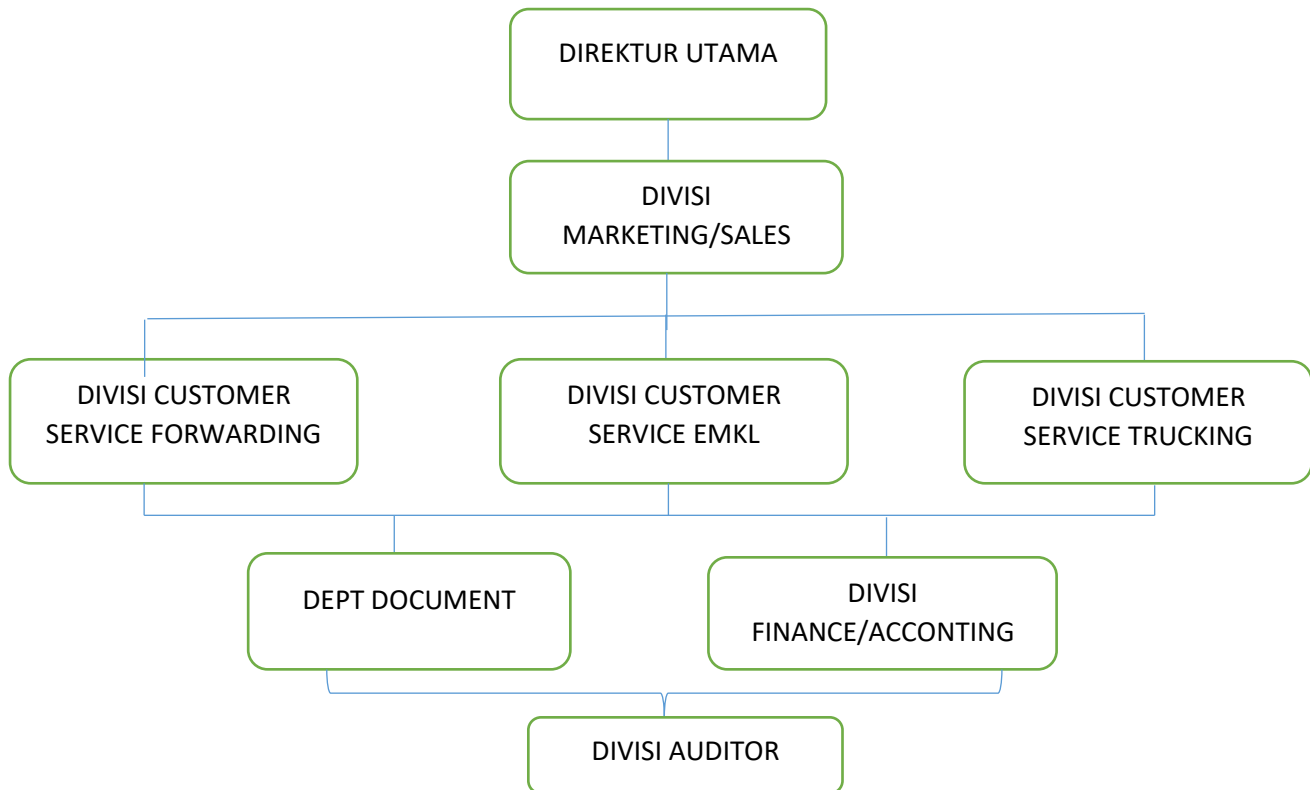 DIREKTUR UTAMA
DIVISI
MARKETING/SALES
DIVISI CUSTOMER
SERVICE FORWARDING
DIVISI CUSTOMER
SERVICE EMKL
DIVISI CUSTOMER
SERVICE TRUCKING
DEPT DOCUMENT
DIVISI
FINANCE/ACCONTING
DIVISI AUDITOR